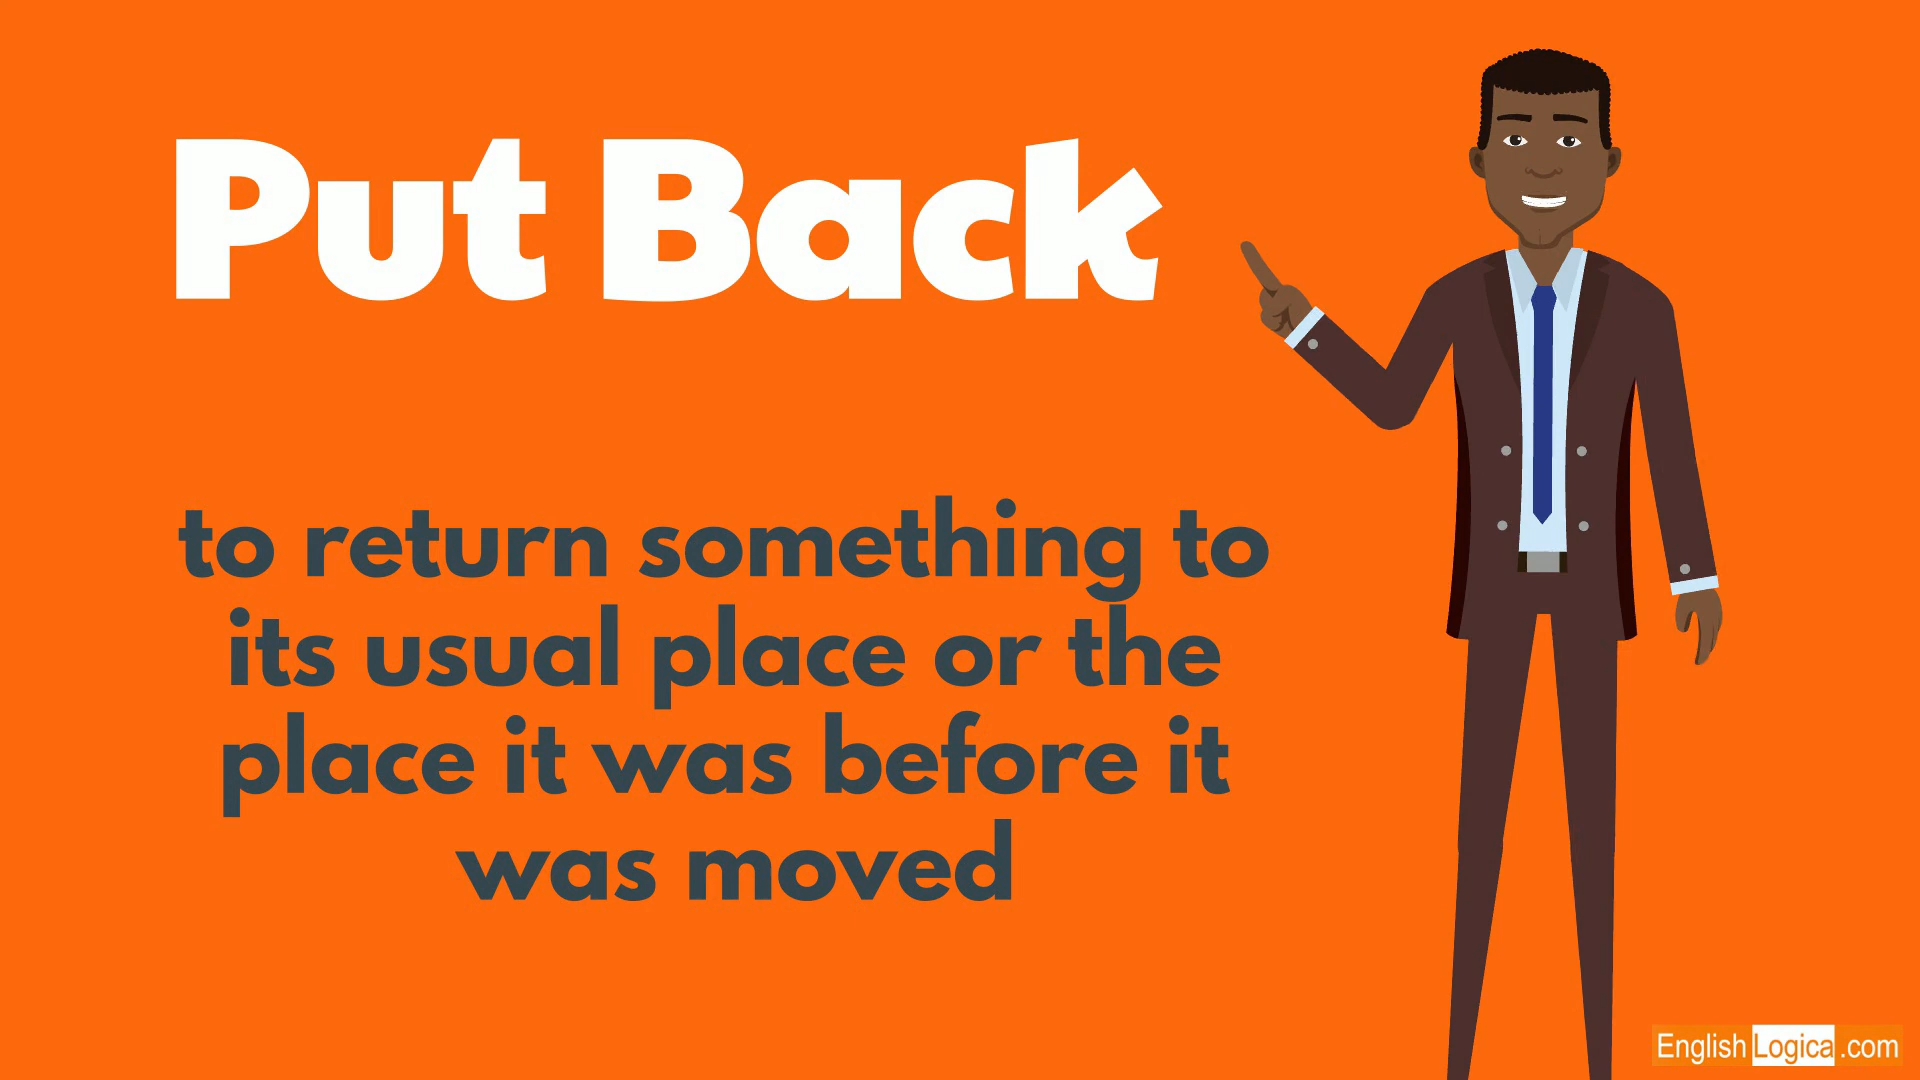 Put Back
to return something to
its usual place or the
place it was before it
was moved
EnglishLogica.com